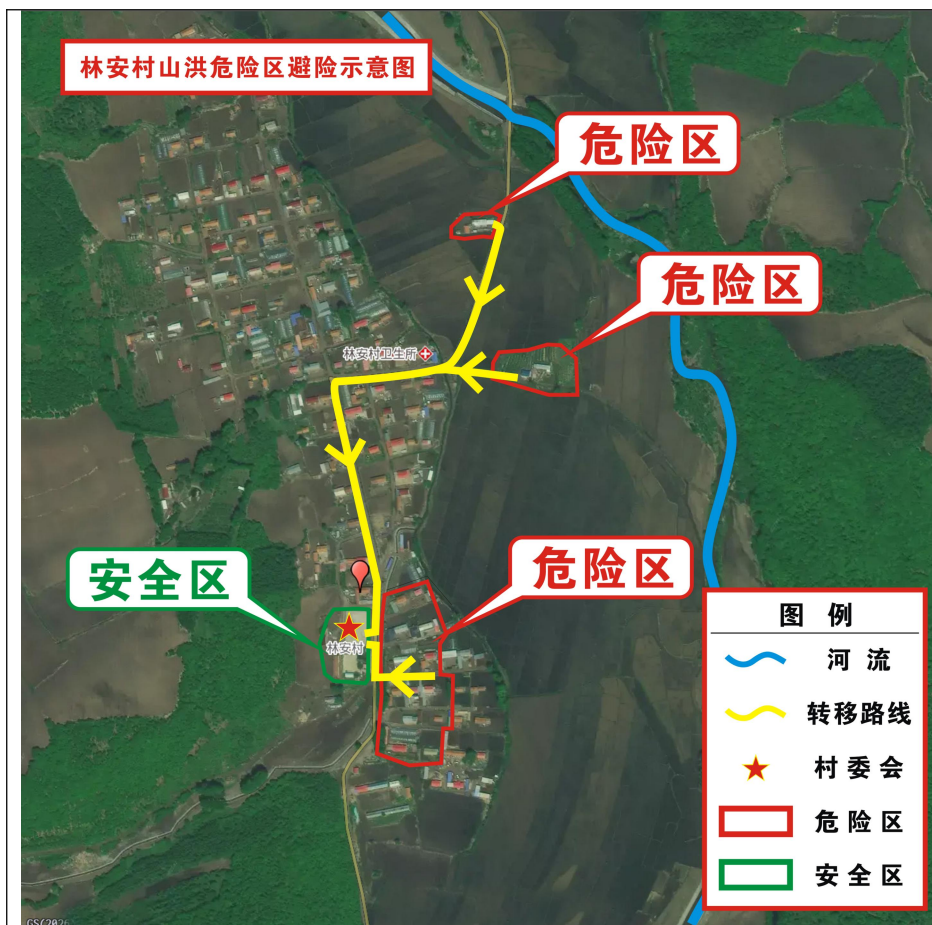 林安村山洪危险区避险示意图
危险区
危险区
林安村卫生所
安全区
危险区
林安村
图例
河流
转移路线
村委会
危险区
安全区